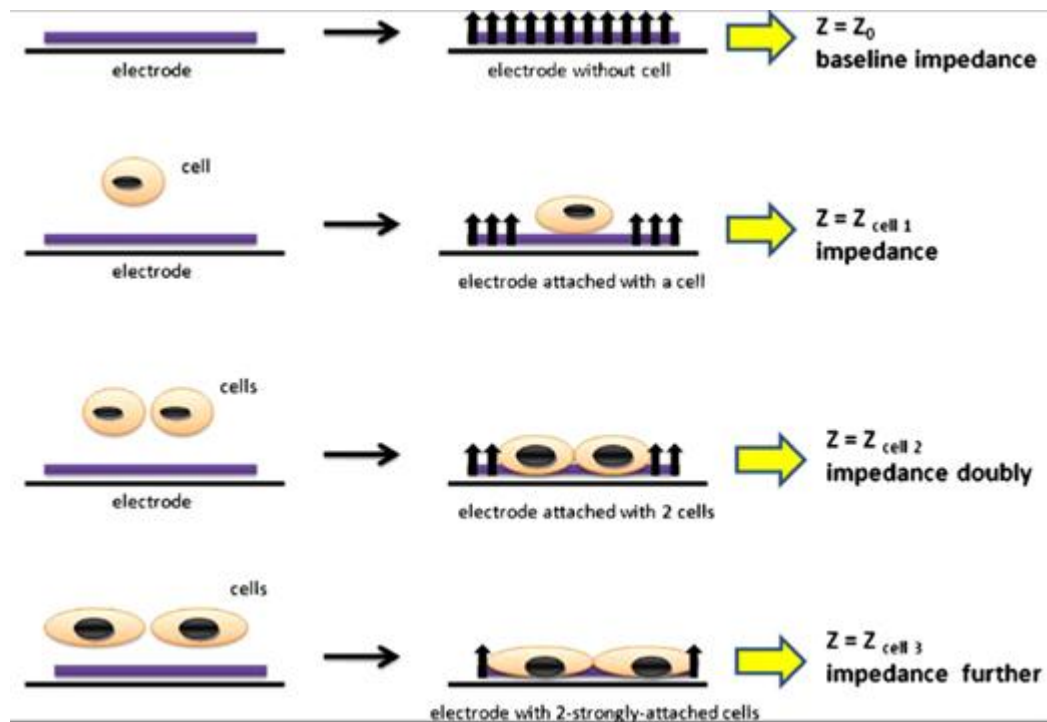 electrode
electrode without cell
Z = Z0
baseline impedance
cell
electrode
electrode attached with a cell
Z = Z cell 1
impedance
cells
electrode
electrode attached with 2 cells
Z = Z cell 2
impedance doubly
cells
electrode with 2-strongly-attached cells
Z = Z cell 3
impedance further